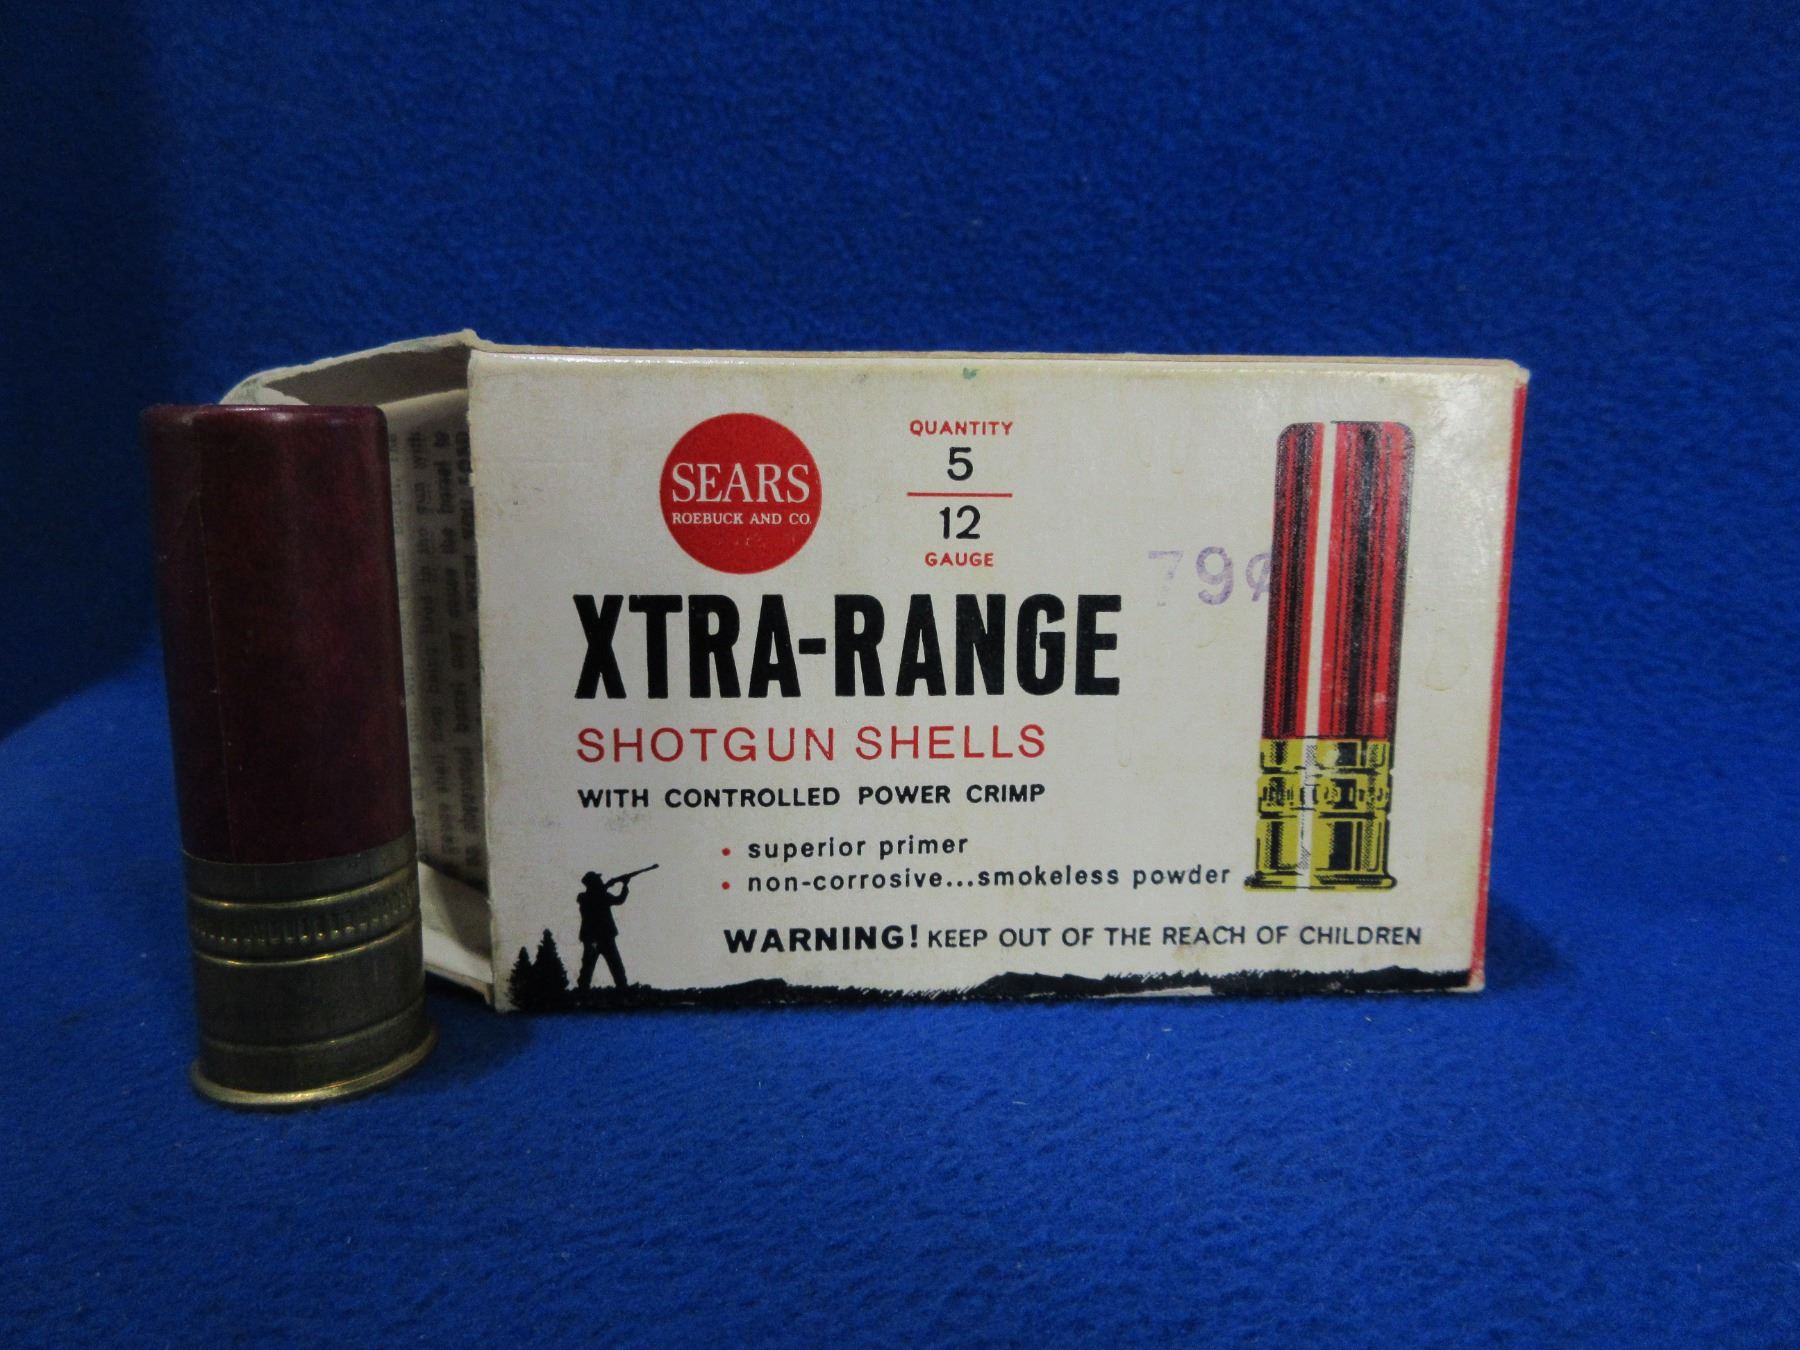 SEARS
ROEBUCK AND CO.
QUANTITY
5
12
GAUGE
79¢
XTRA-RANGE
SHOTGUN SHELLS
WITH CONTROLLED POWER CRIMP
• superior primer
• non-corrosive...smokeless powder
WARNING! KEEP OUT OF THE REACH OF CHILDREN